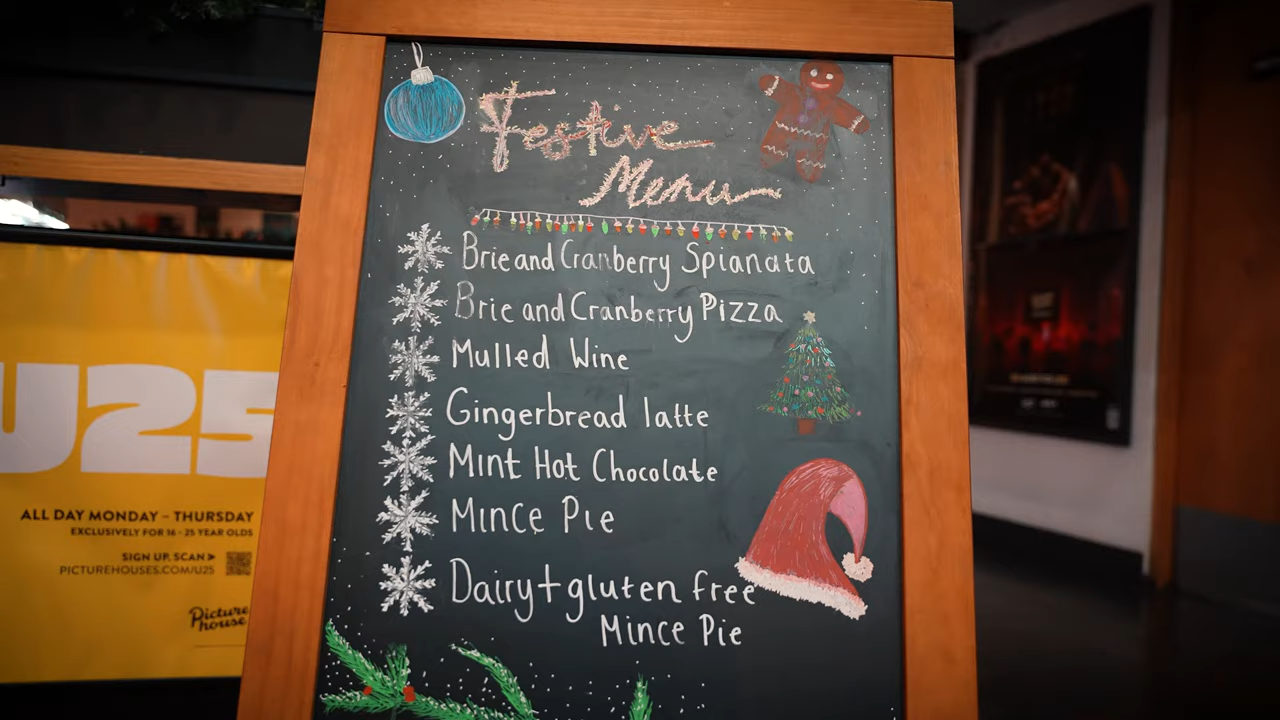 Festive
Menu
Brie and Cranberry Spianata
Brie and Cranberry Pizza
Mulled Wine
Gingerbread latte
Mint Hot Chocolate
Mince Pie
Dairy + gluten free
Mince Pie
U25
ALL DAY MONDAY – THURSDAY
EXCLUSIVELY FOR 16 - 25 YEAR OLDS
SIGN UP, SCAN >
PICTUREHOUSES.COM/U25
Picture
house